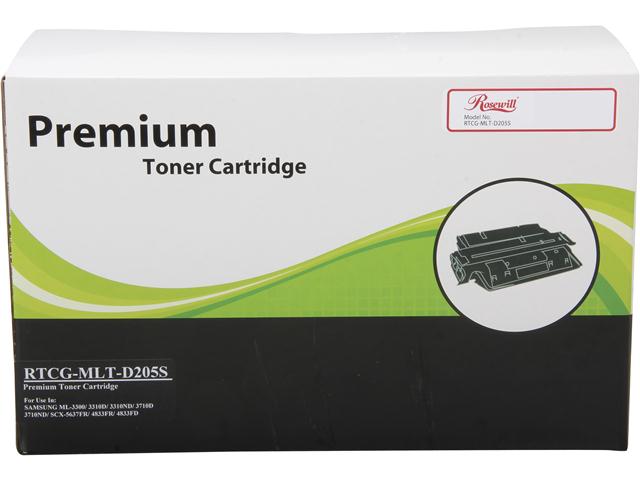 Rosewill
Model No:
RTCG-MLT-D205S
Premium
Toner Cartridge
RTCG-MLT-D205S
Premium Toner Cartridge
For Use In:
SAMSUNG ML-3300/ 3310D/ 3310ND/ 3710D
3710ND/ SCX-5637FR/ 4833FR/ 4833FD